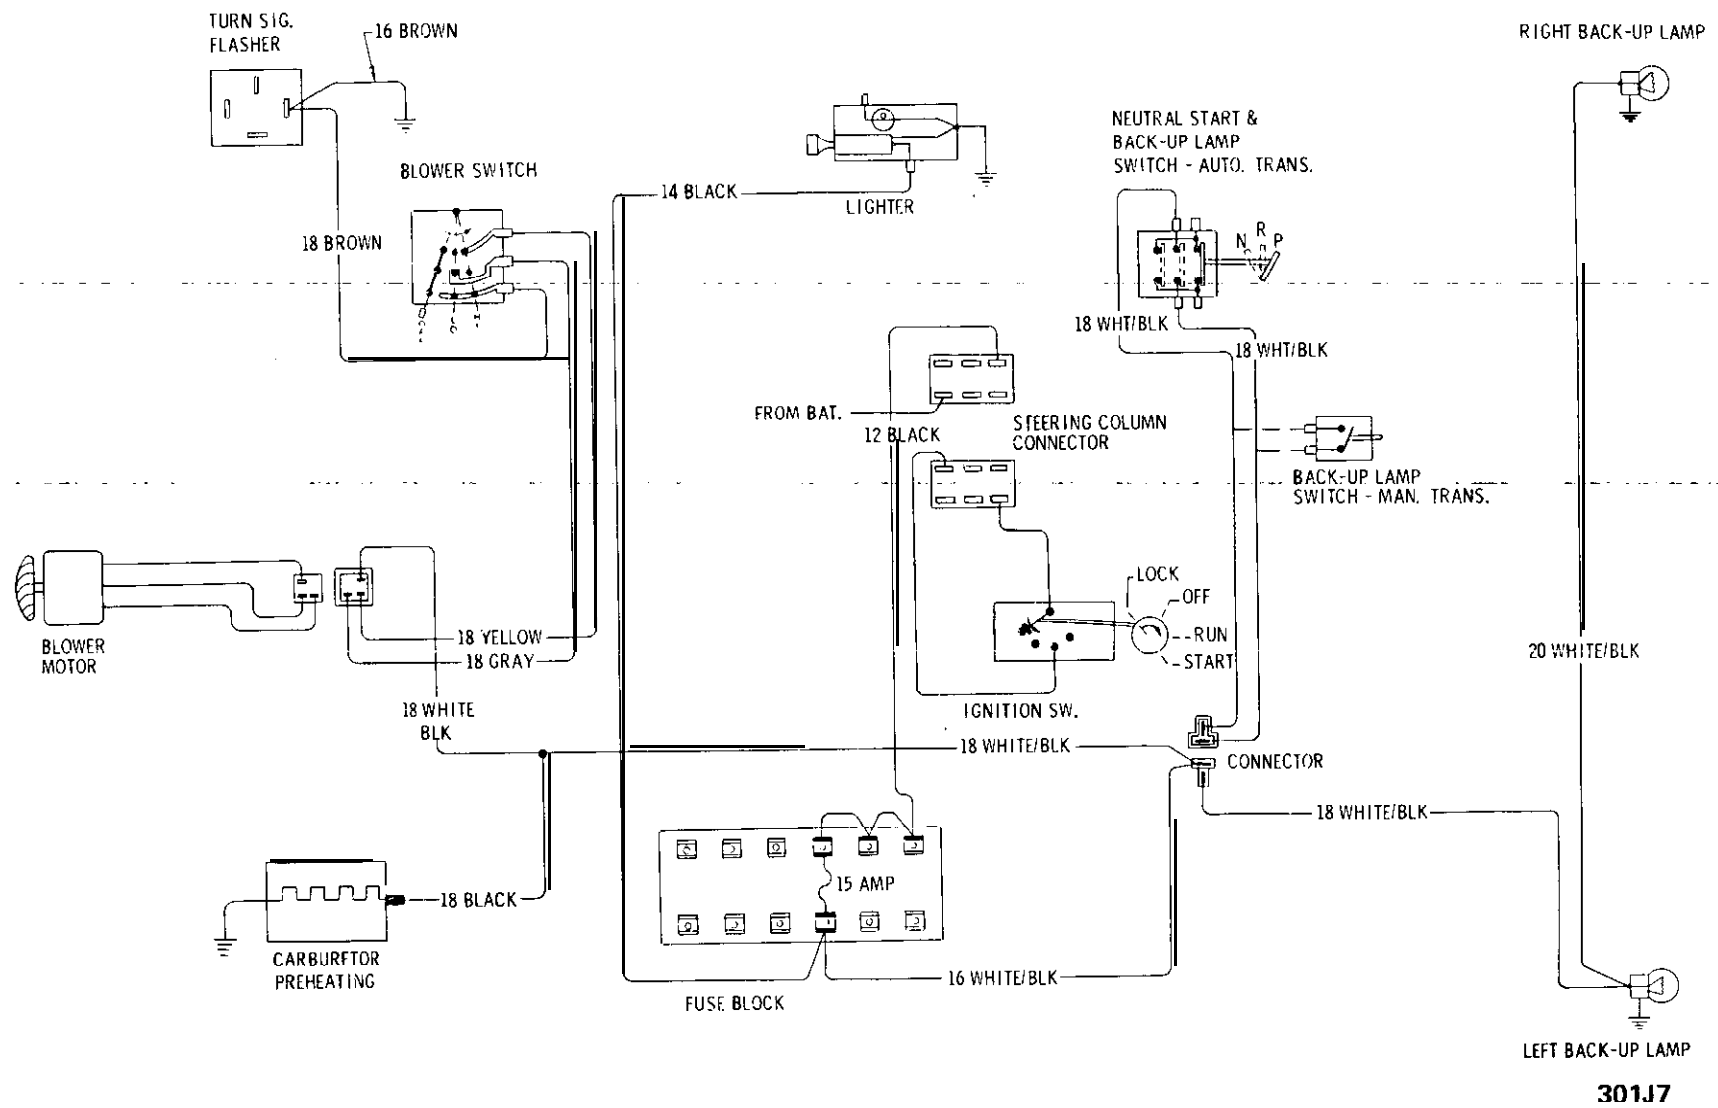 TURN SIG.
FLASHER
16 BROWN
RIGHT BACK-UP LAMP
NEUTRAL START &
BACK-UP LAMP
SWITCH - AUTO. TRANS.
BLOWER SWITCH
14 BLACK
LIGHTER
18 BROWN
N R P
LO
HI
18 WHT/BLK
18 WHT/BLK
FROM BAT.
12 BLACK
STEERING COLUMN
CONNECTOR
BACK-UP LAMP
SWITCH - MAN. TRANS.
LOCK
OFF
RUN
START
BLOWER
MOTOR
18 YELLOW
18 GRAY
20 WHITE/BLK
18 WHITE
BLK
IGNITION SW.
18 WHITE/BLK
CONNECTOR
18 WHITE/BLK
15 AMP
18 BLACK
CARBURETOR
PREHEATING
16 WHITE/BLK
FUSE BLOCK
LEFT BACK-UP LAMP
301J7